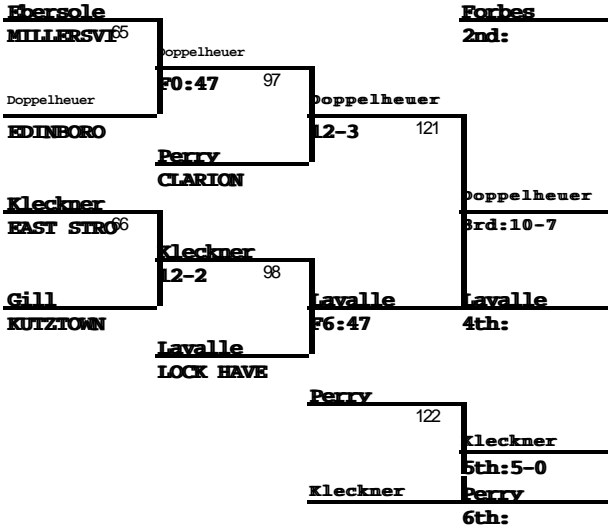 Ebersole
Forbes
MILLERSVI 65
2nd:
Doppelheuer
F0:47 97
Doppelheuer
Doppelheuer
EDINBORO
12-3 121
Perry
CLARION
Kleckner
Doppelheuer
EAST STRO 66
3rd:10-7
Kleckner
12-2 98
Gill
Lavalle
Lavalle
KUTZTOWN
F6:47
4th:
Lavalle
LOCK HAVE
Perry
122
Kleckner
5th:5-0
Kleckner
Perry
6th: